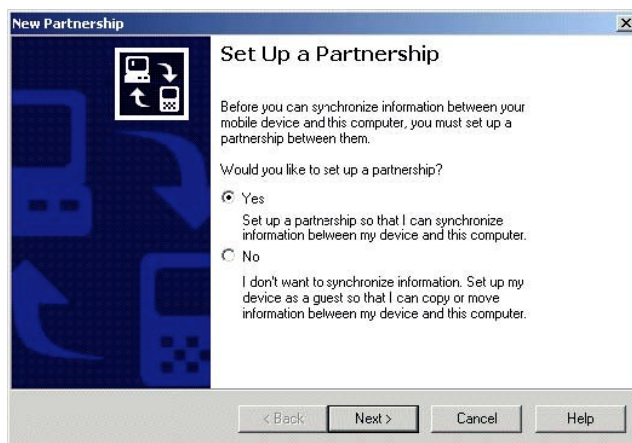 New Partnership
Set Up a Partnership
Before you can synchronize information between your
mobile device and this computer, you must set up a
partnership between them.
Would you like to set up a partnership?
Yes
Set up a partnership so that I can synchronize
information between my device and this computer.
No
I don't want to synchronize information. Set up my
device as a guest so that I can copy or move
information between my device and this computer.
< Back
Next >
Cancel
Help